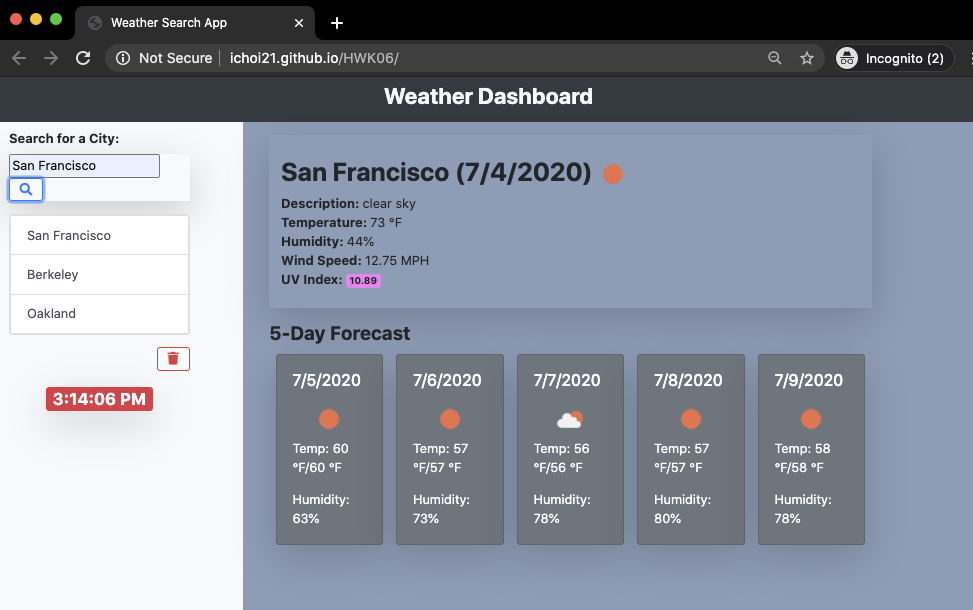 Weather Search App
Not Secure
ichoi21.github.io/HWK06/
Incognito (2)
Weather Dashboard
Search for a City:
San Francisco
San Francisco
Berkeley
Oakland
3:14:06 PM
San Francisco (7/4/2020)
Description: clear sky
Temperature: 73 °F
Humidity: 44%
Wind Speed: 12.75 MPH
UV Index: 10.89
5-Day Forecast
7/5/2020
Temp: 60
°F/60 °F
Humidity:
63%
7/6/2020
Temp: 57
°F/57 °F
Humidity:
73%
7/7/2020
Temp: 56
°F/56 °F
Humidity:
78%
7/8/2020
Temp: 57
°F/57 °F
Humidity:
80%
7/9/2020
Temp: 58
°F/58 °F
Humidity:
78%